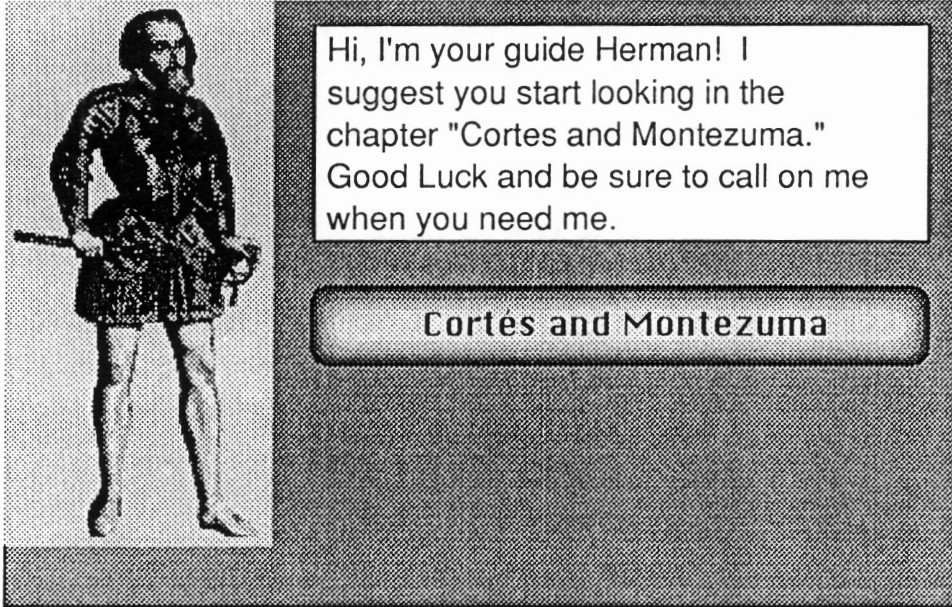 Hi, I'm your guide Herman! I
suggest you start looking in the
chapter "Cortes and Montezuma."
Good Luck and be sure to call on me
when you need me.
Cortés and Montezuma